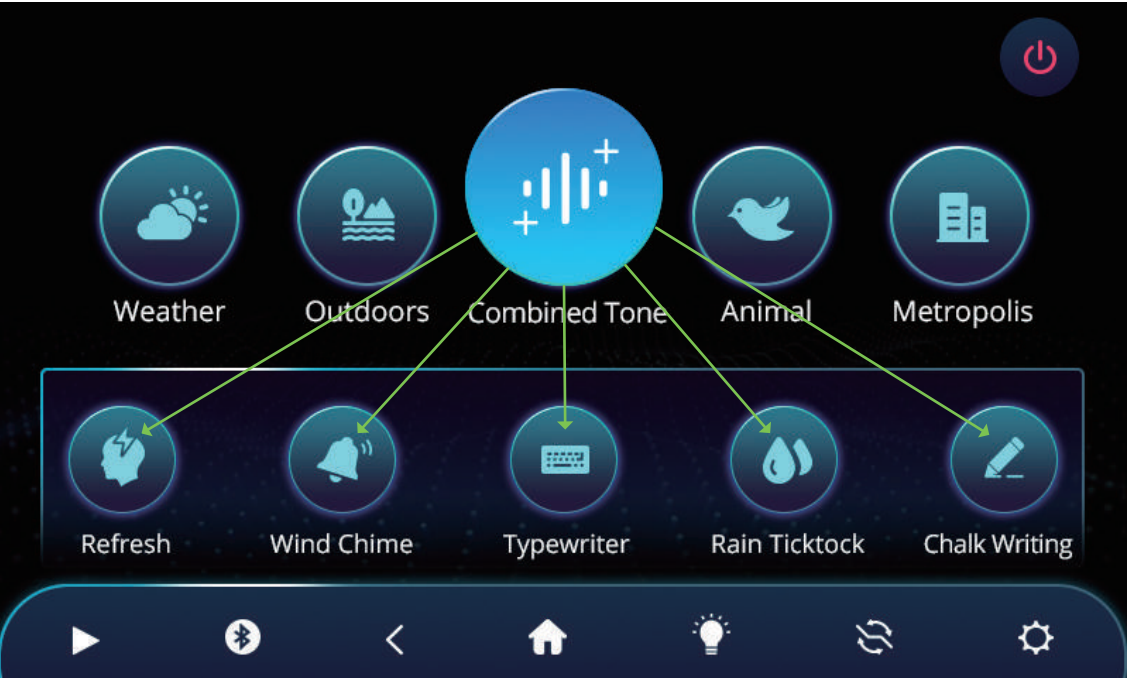 Weather
Outdoors
Combined Tone
Animal
Metropolis
Refresh
Wind Chime
Typewriter
Rain Ticktock
Chalk Writing